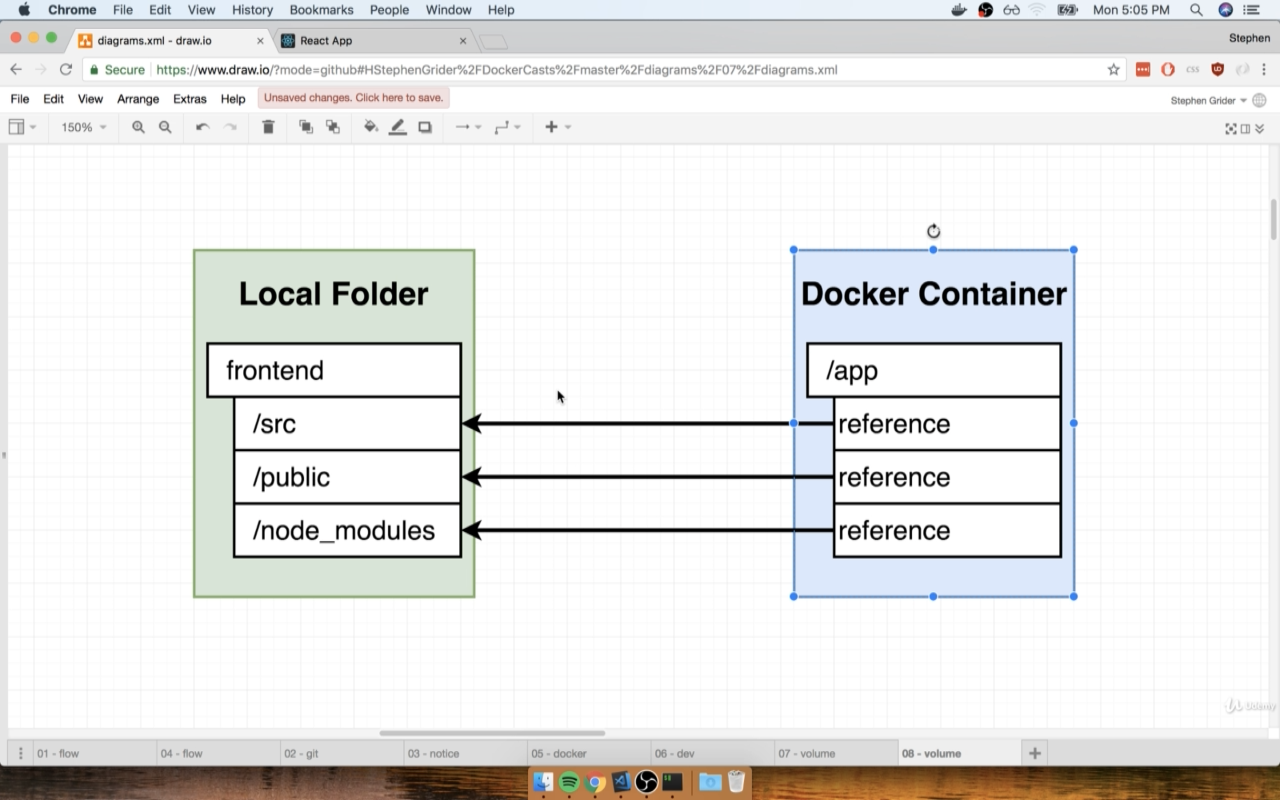 Chrome File Edit View History Bookmarks People Window Help Mon 5:05 PM
diagrams.xml - draw.io React App Stephen
Secure https://www.draw.io/?mode=github#HStephenGrider%2FDockerCasts%2Fmaster%2Fdiagrams%2F07%2Fdiagrams.xml CSS
File Edit View Arrange Extras Help Unsaved changes. Click here to save. Stephen Grider
150%
Local Folder
frontend
/src
/public
/node_modules
Docker Container
/app
reference
reference
reference
Udemy
01 - flow 04 - flow 02 - git 03 - notice 05 - docker 06 - dev 07 - volume 08 - volume